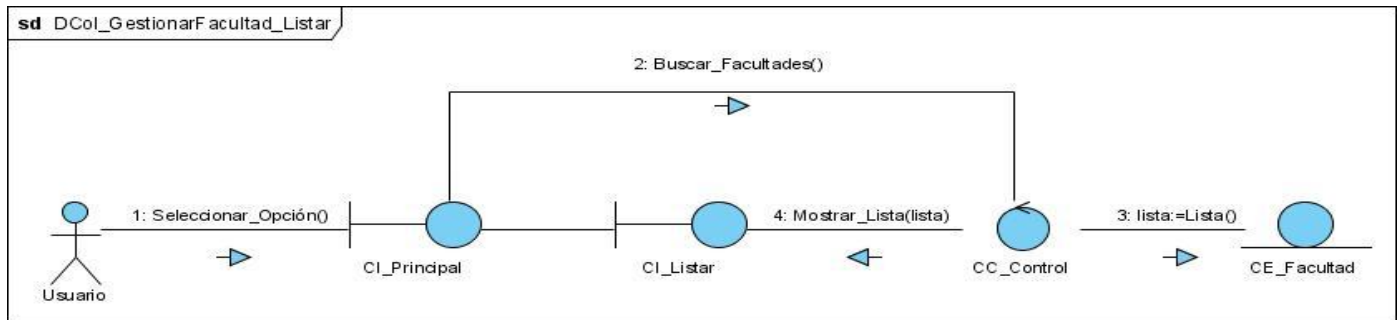 sd DCol_GestionarFacultad_Listar
2: Buscar_Facultades()
1: Seleccionar_Opción()
4: Mostrar_Lista(lista)
3: lista:=Lista()
CI_Principal
CI_Listar
CC_Control
CE_Facultad
Usuario